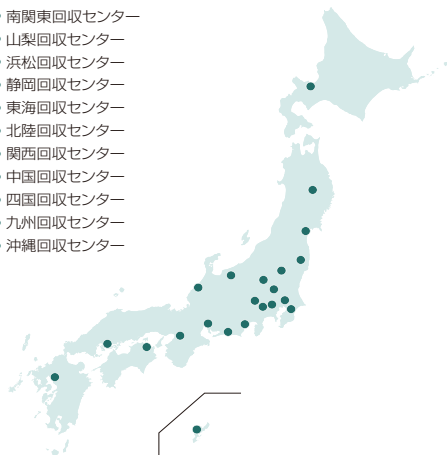 南関東回収センター
山梨回収センター
浜松回収センター
静岡回収センター
東海回収センター
北陸回収センター
関西回収センター
中国回収センター
四国回収センター
九州回収センター
沖縄回収センター